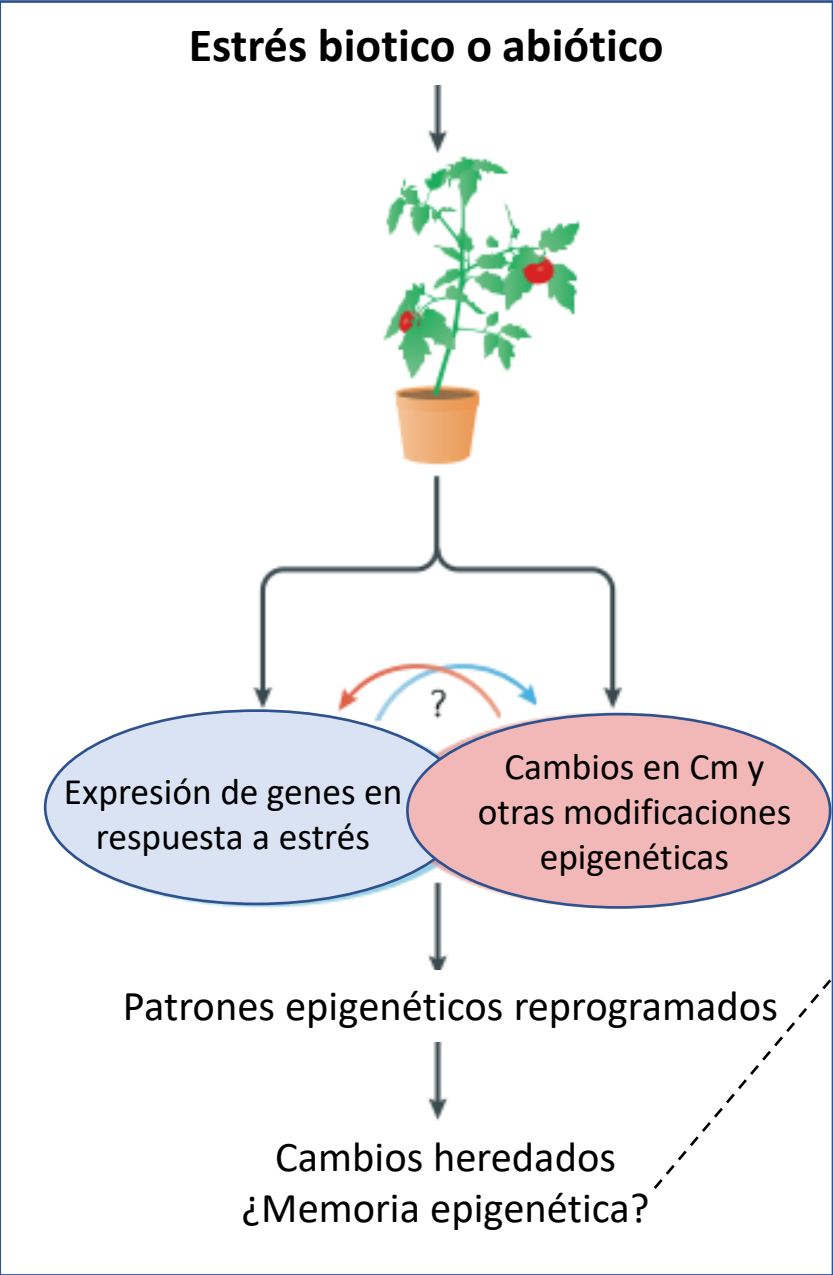 Estrés biotico o abiótico
?
Expresión de genes en
respuesta a estrés
Cambios en Cm y
otras modificaciones
epigenéticas
Patrones epigenéticos reprogramados
Cambios heredados
¿Memoria epigenética?